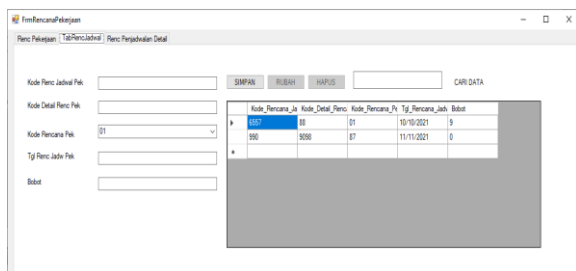 FrmRencanaPekerjaan
Renc Pekerjaan TabRencJadwal Renc Penjadwalan Detail
Kode Renc Jadwal Pek SIMPAN RUBAH HAPUS CARI DATA
Kode Detail Renc Pek
Kode_Rencana_Ja Kode_Detail_Renc Kode_Rencana_Pe Tgl_Rencana_Jadw Bobot
6557 88 01 10/10/2021 9
Kode Rencana Pek 01
990 9098 87 11/11/2021 0
Tgl Renc Jadw Pek
Bobot